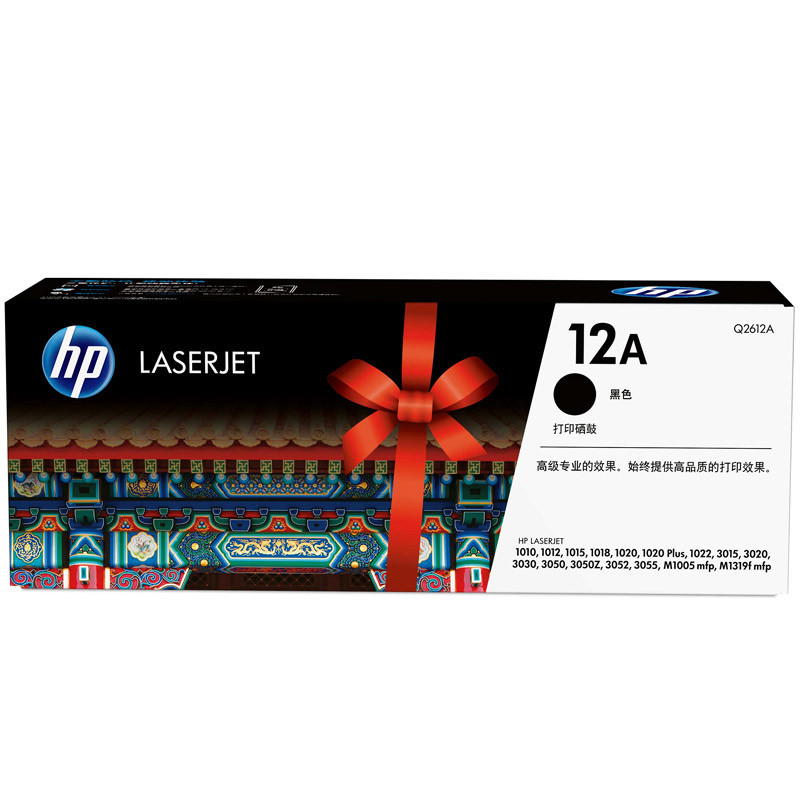 hp
LASERJET
12A
Q2612A
黑色
打印硒鼓
高级专业的效果。始终提供高品质的打印效果。
HP LASERJET
1010, 1012, 1015, 1018, 1020, 1020 Plus, 1022, 3015, 3020,
3030, 3050, 3050Z, 3052, 3055, M1005 mfp, M1319f mfp